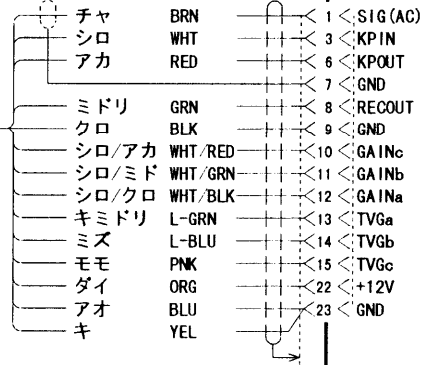 チャ BRN 1 SIG(AC)
シロ WHT 3 KPIN
アカ RED 6 KPOUT
7 GND
ミドリ GRN 8 RECOUT
クロ BLK 9 GND
シロ/アカ WHT/RED 10 GAINc
シロ/ミド WHT/GRN 11 GAINb
シロ/クロ WHT/BLK 12 GAINa
キミドリ L-GRN 13 TVGa
ミズ L-BLU 14 TVGb
モモ PNK 15 TVGc
ダイ ORG 22 +12V
アオ BLU 23 GND
キ YEL